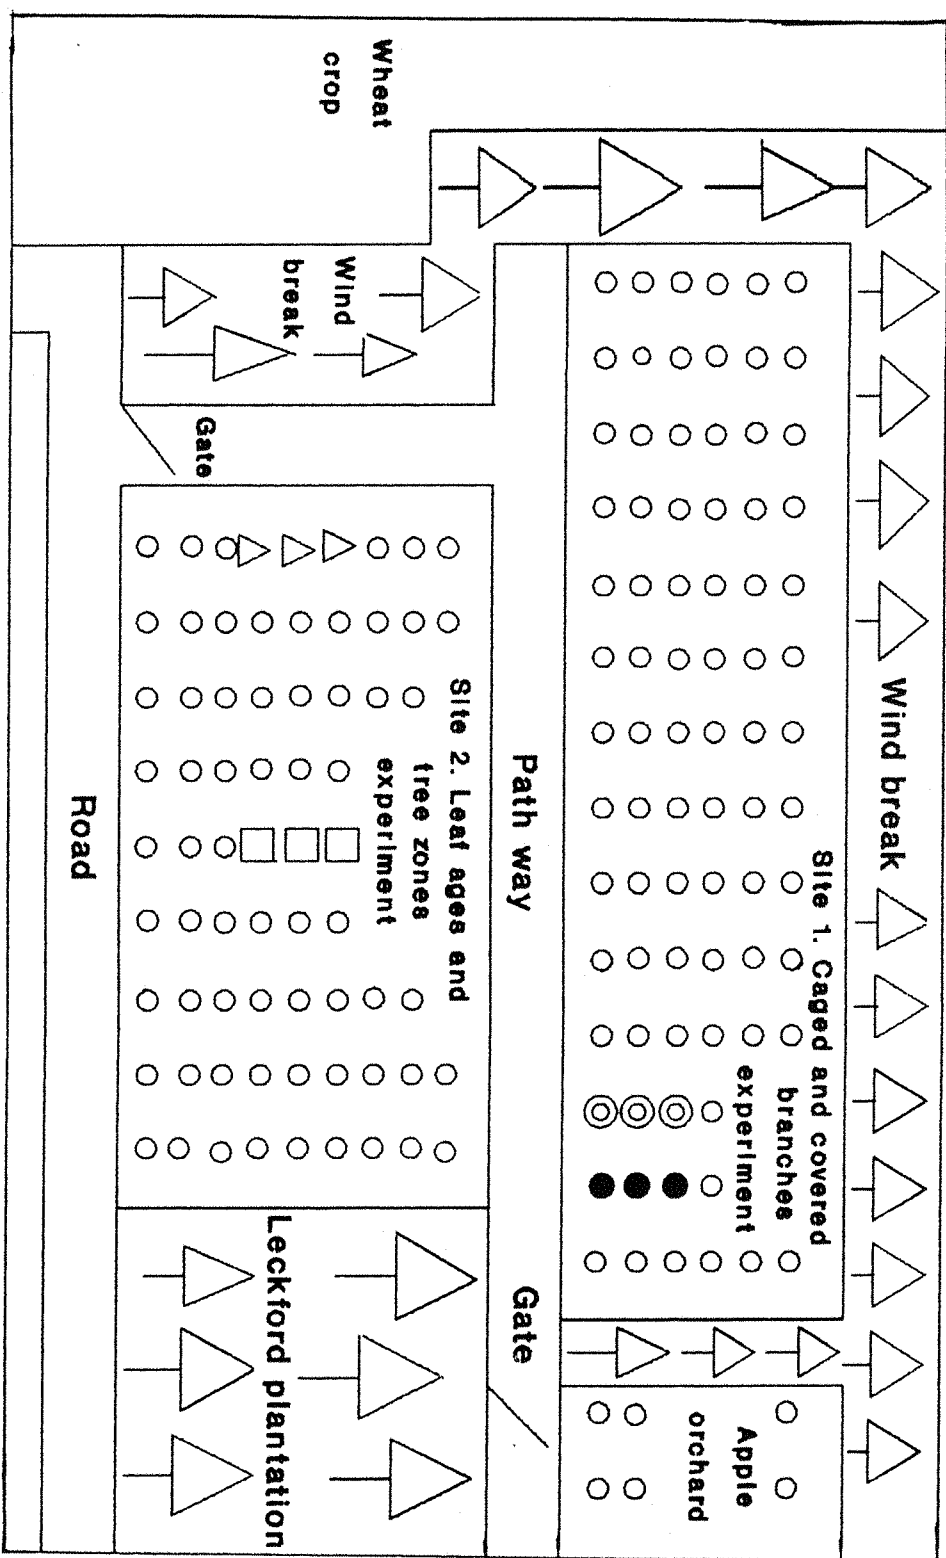 Wind break
Site 1. Caged and covered
branches
experiment
Apple
orchard
Path way
Gate
Site 2. Leaf ages and
tree zones
experiment
Wheat
crop
Wind
break
Leckford plantation
Gate
Road